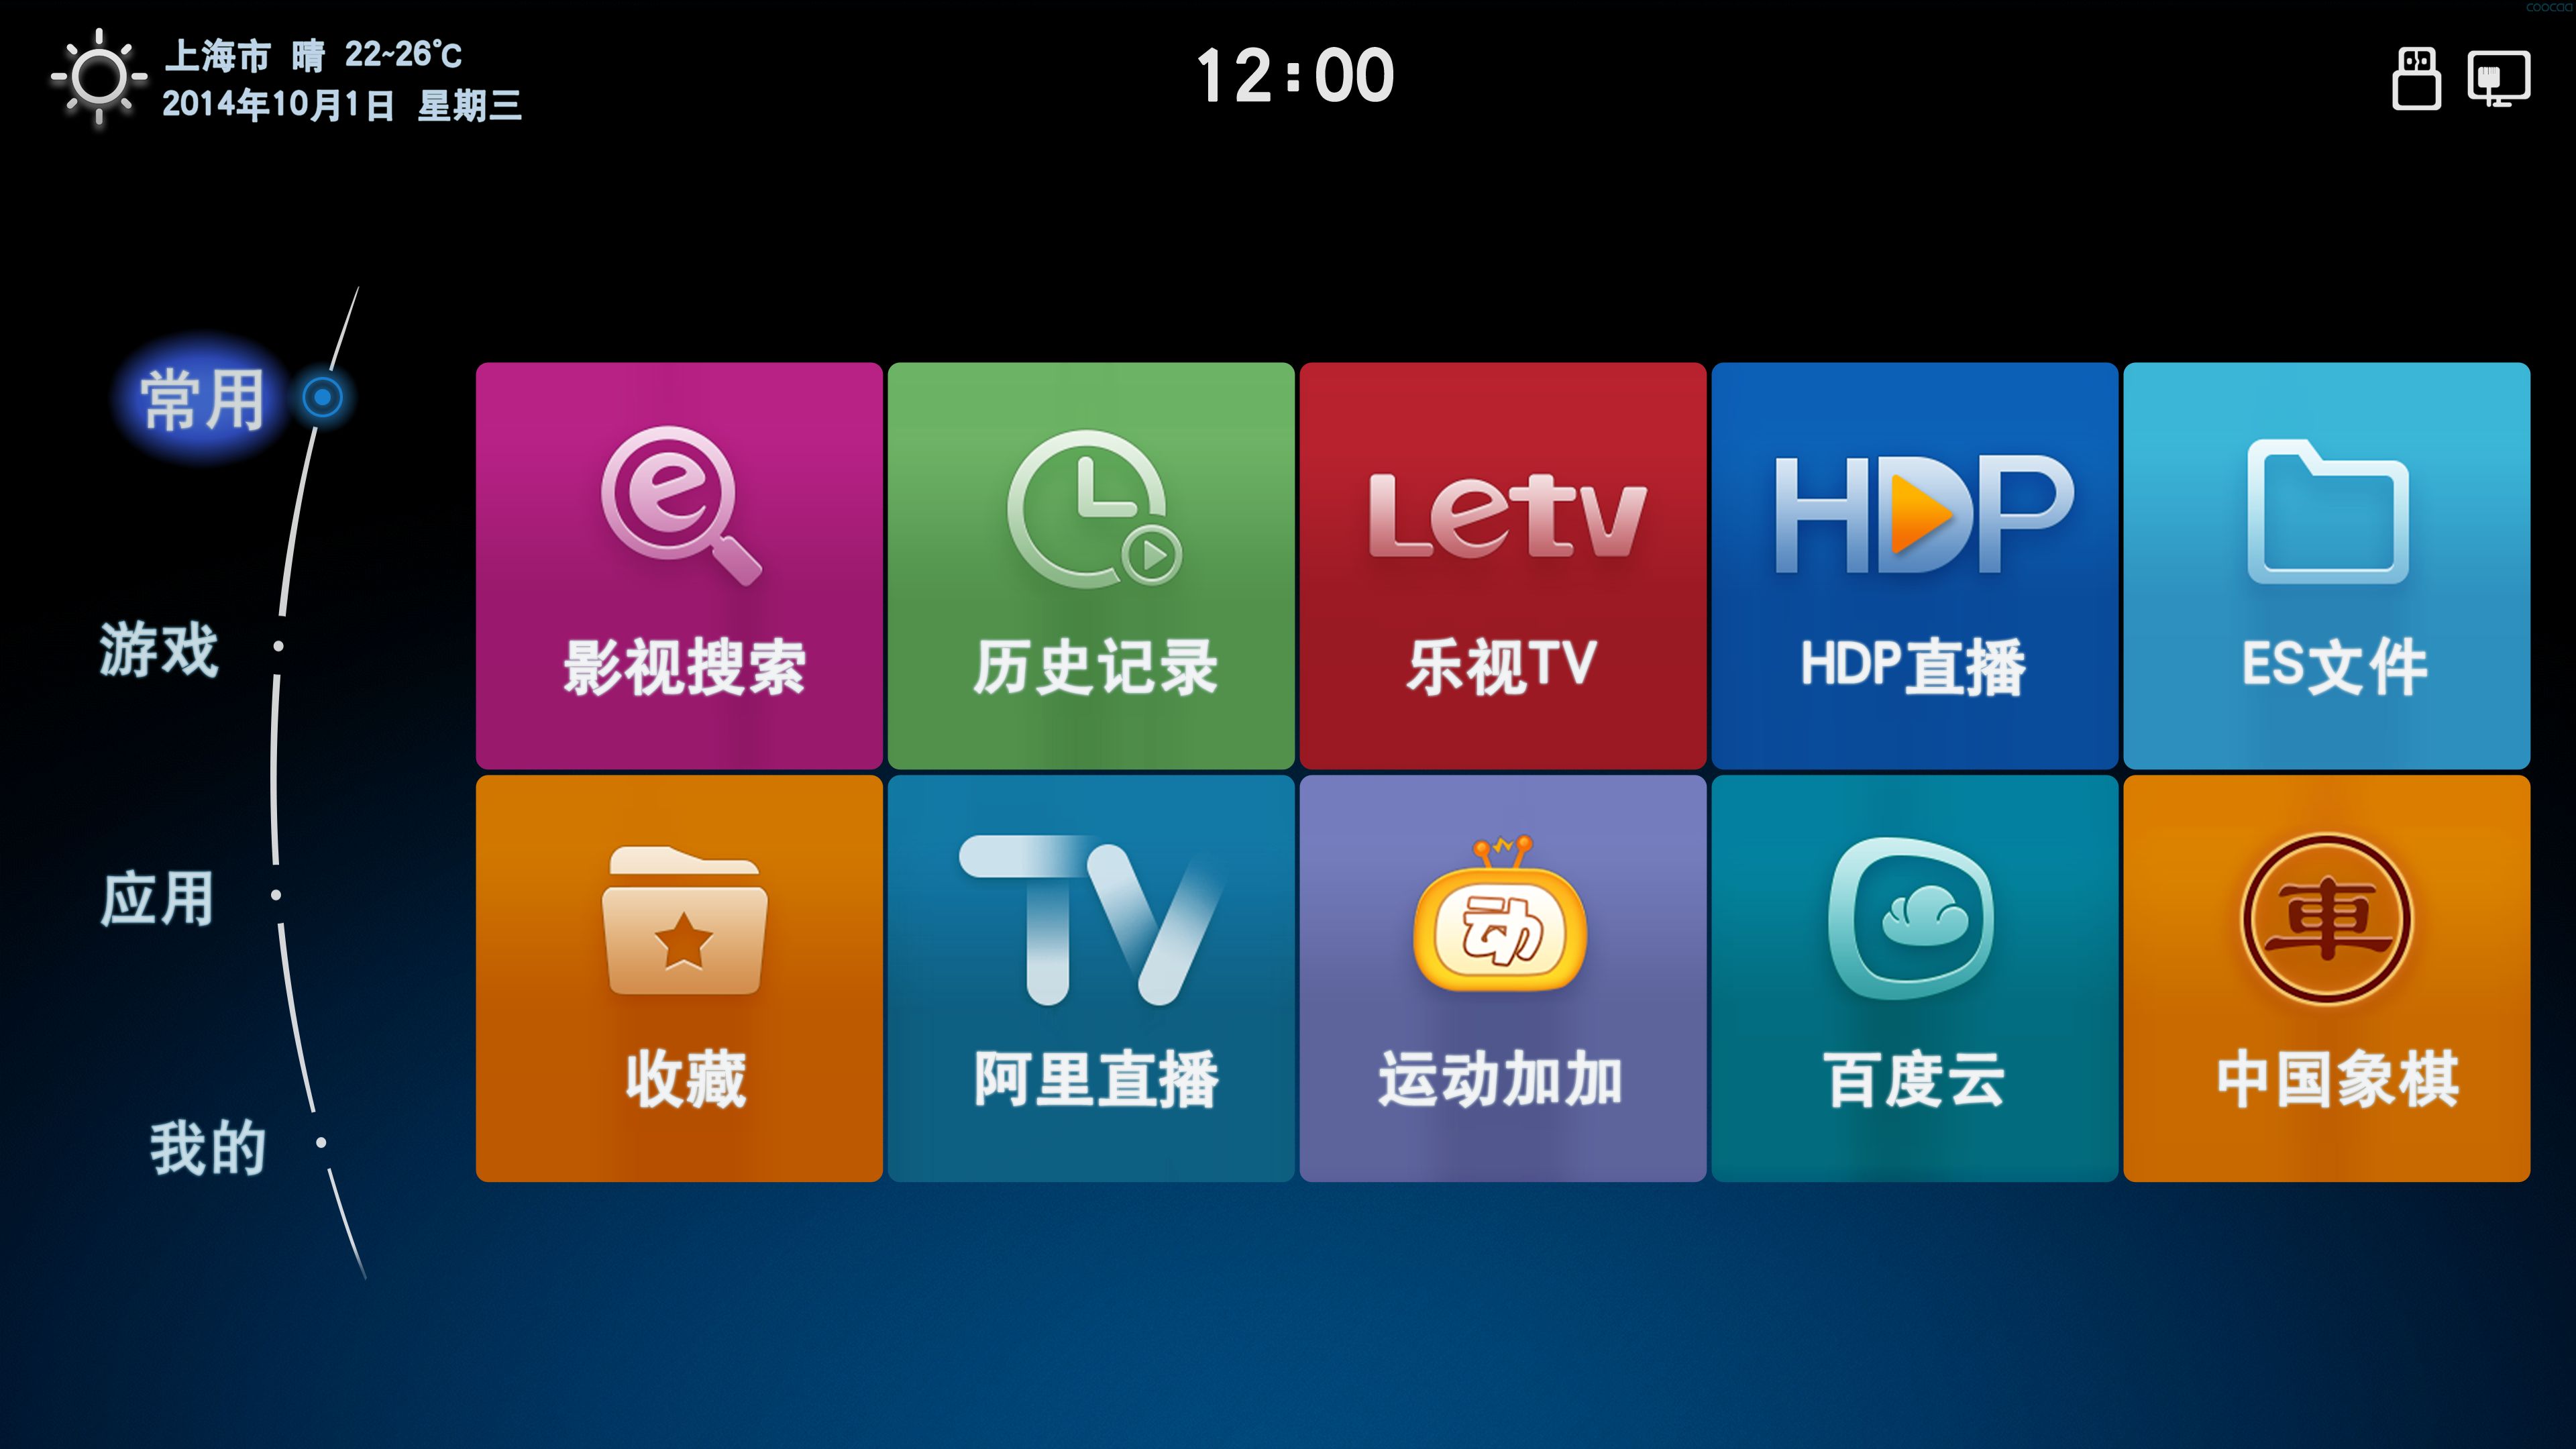 coocaa
上海市 晴 22~26℃
2014年10月1日 星期三
12:00
常用
游戏
应用
我的
e
Letv
HDP
影视搜索
历史记录
乐视TV
HDP直播
ES文件
TV
动
車
收藏
阿里直播
运动加加
百度云
中国象棋